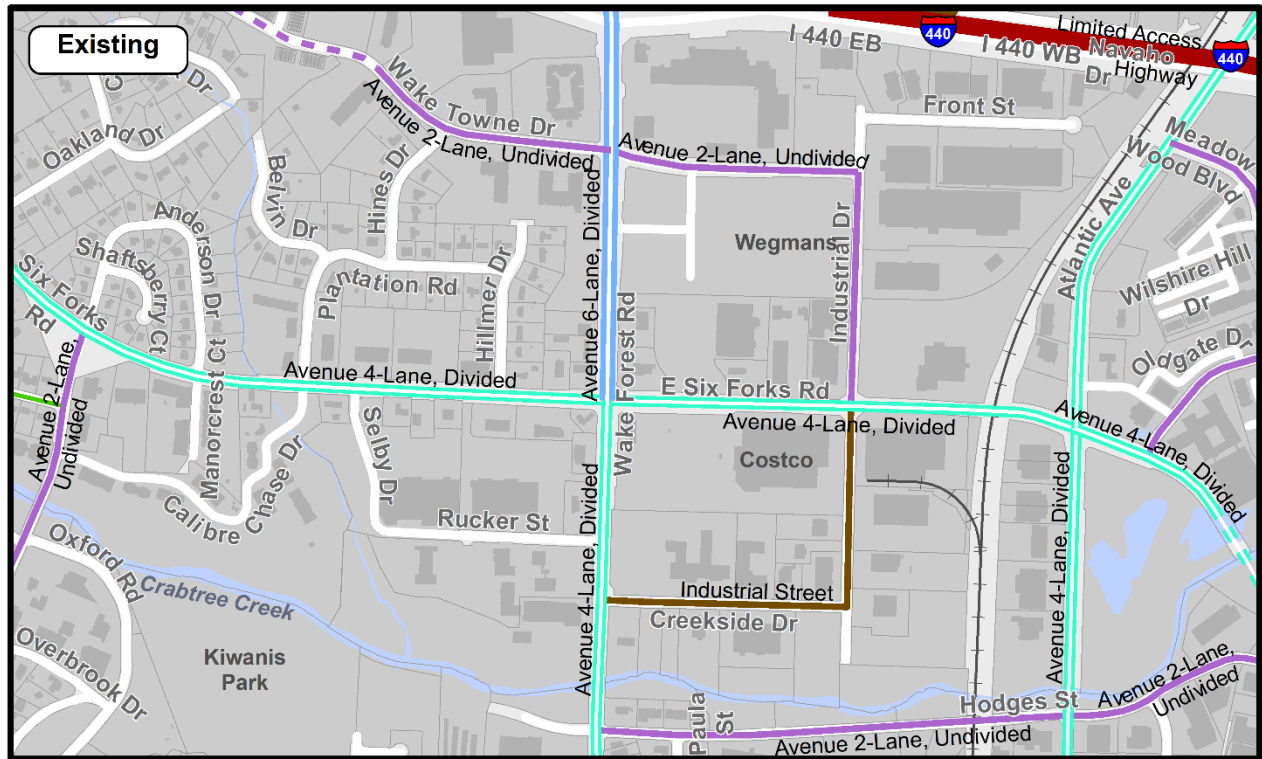 Existing
Limited Access
Highway
440
440
I 440 EB
I 440 WB
Navaho
Dr
Front St
Meadow
Wood Blvd
Wake Towne Dr
Avenue 2-Lane, Undivided
Avenue 2-Lane, Undivided
Oakland Dr
Dr
Belvin Dr
Hines Dr
Anderson Dr
Shaftsberry Ct
Plantation Rd
Hillmer Dr
Avenue 6-Lane, Divided
Wake Forest Rd
Wegmans
Industrial Dr
Atlantic Ave
Wilshire Hill
Dr
Oldgate Dr
Six Forks
Rd
Avenue 2-Lane,
Undivided
Manorcrest Ct
Avenue 4-Lane, Divided
E Six Forks Rd
Avenue 4-Lane, Divided
Avenue 4-Lane, Divided
Selby Dr
Costco
Calibre
Chase Dr
Rucker St
Avenue 4-Lane, Divided
Avenue 4-Lane, Divided
Oxford Rd
Crabtree Creek
Industrial Street
Creekside Dr
Overbrook Dr
Kiwanis
Park
Paula
St
Hodges St
Avenue 2-Lane, Undivided
Avenue 2-Lane,
Undivided